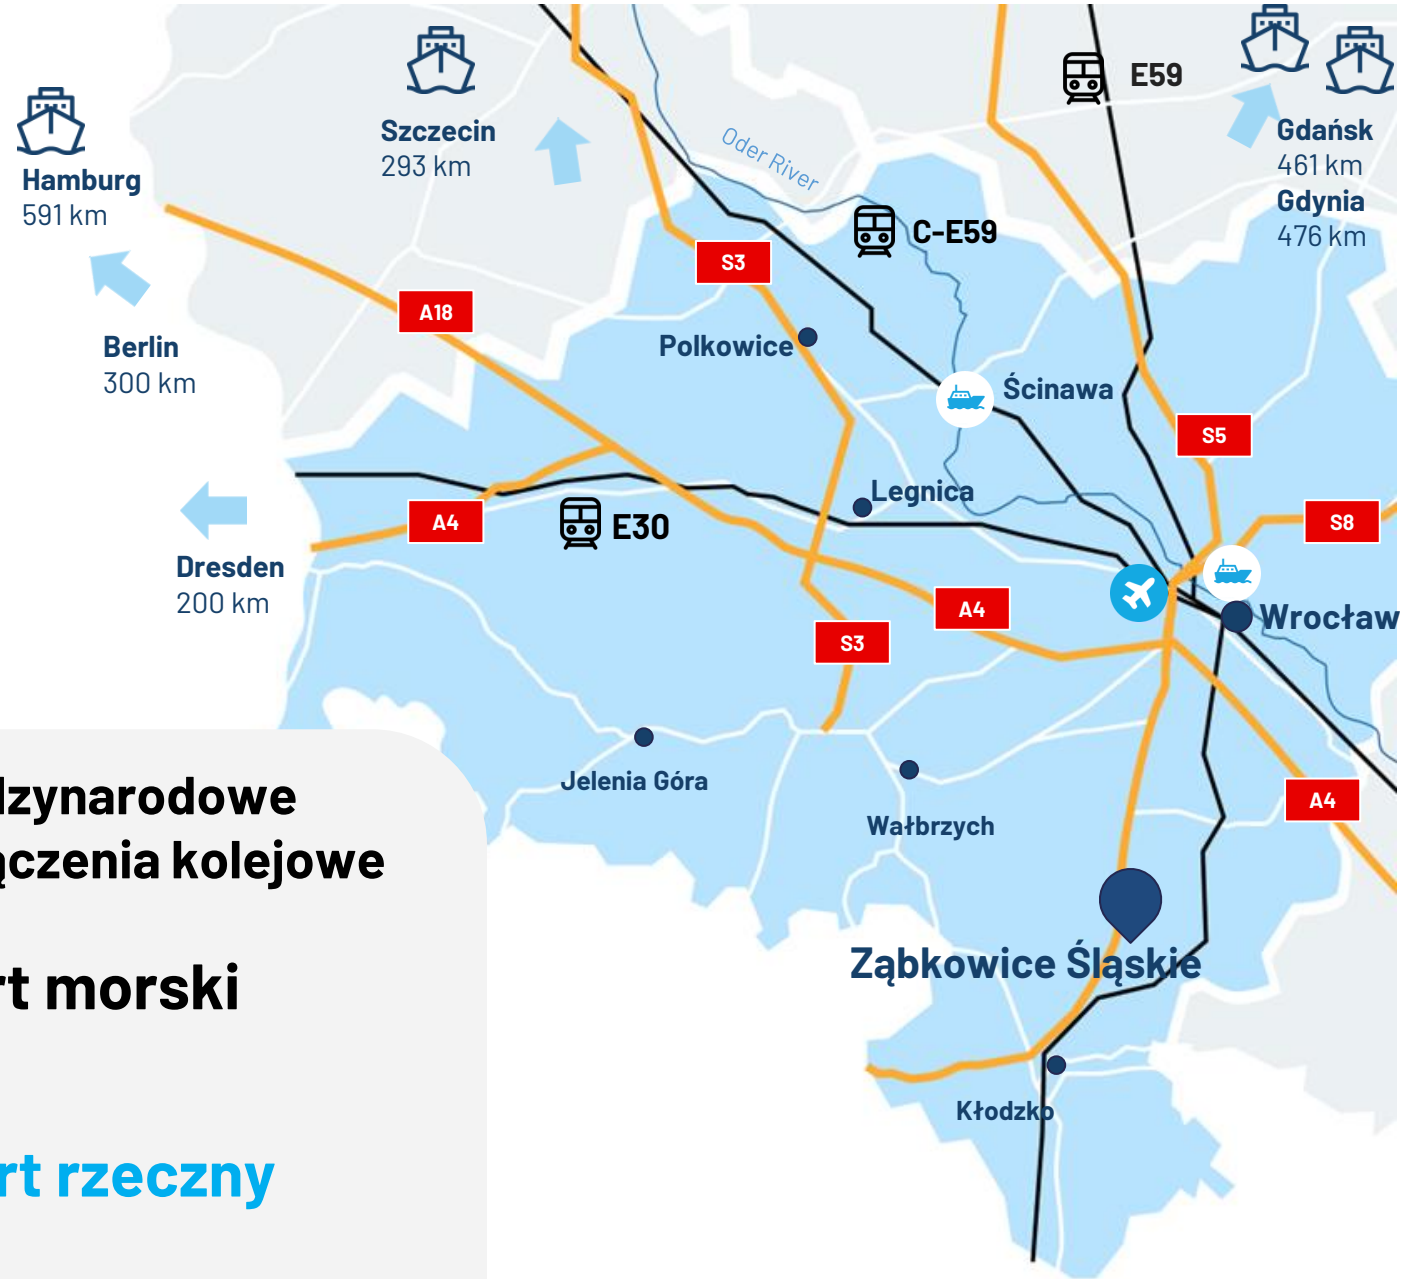 E59
Szczecin
293 km
Gdańsk
461 km
Gdynia
476 km
Oder River
Hamburg
591 km
C-E59
S3
A18
Polkowice
Berlin
300 km
Ścinawa
S5
Legnica
A4
E30
S8
Dresden
200 km
A4
Wrocław
S3
Jelenia Góra
Wałbrzych
A4
dzynarodowe
ączenia kolejowe
Ząbkowice Śląskie
rt morski
Kłodzko
rt rzeczny